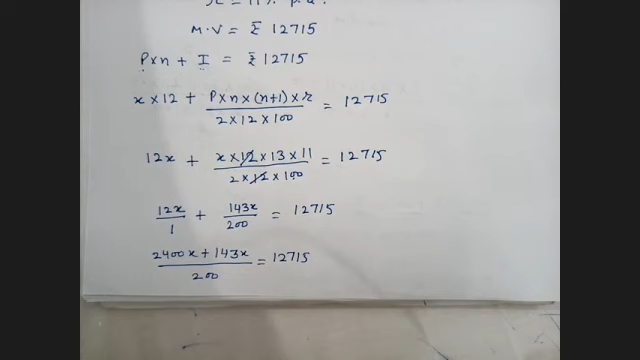 r = 11% p.a.
M.V = ₹ 12715
P×n + I = ₹ 12715
x × 12 + P×n×(n+1)×r / 2×12×100 = 12715
12x + x×12×13×11 / 2×12×100 = 12715
12x/1 + 143x/200 = 12715
2400x + 143x / 200 = 12715